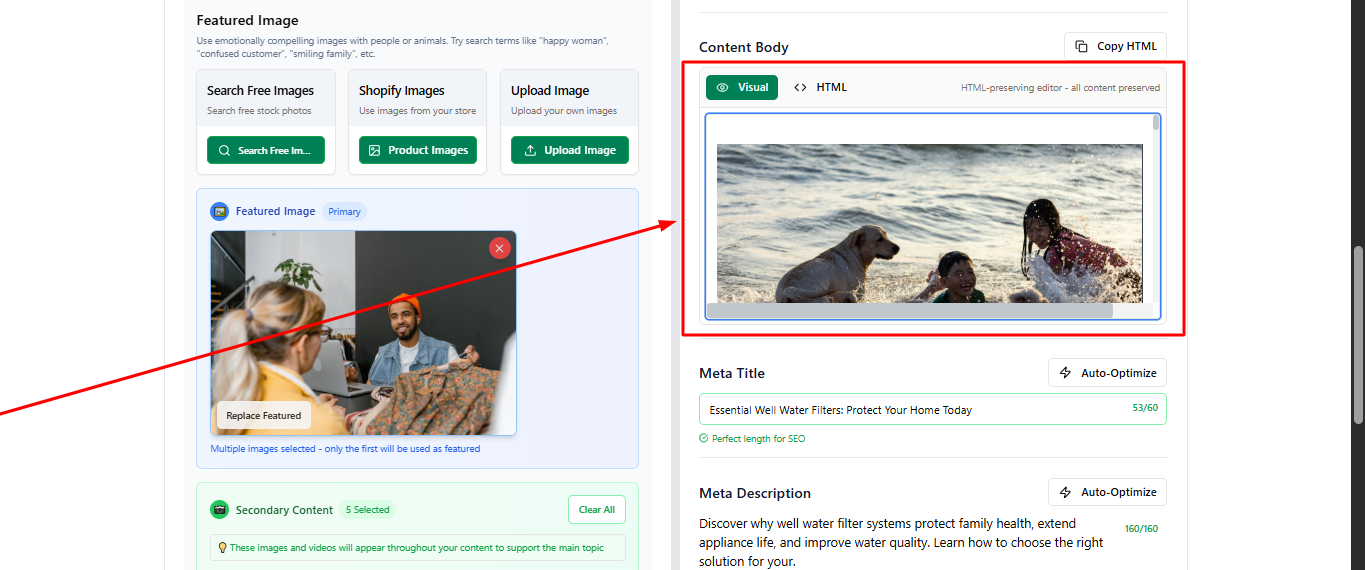 Featured Image
Use emotionally compelling images with people or animals. Try search terms like "happy woman",
"confused customer", "smiling family", etc.
Search Free Images
Search free stock photos
Search Free Im...
Shopify Images
Use images from your store
Product Images
Upload Image
Upload your own images
Upload Image
Featured Image
Primary
Replace Featured
Multiple images selected - only the first will be used as featured
Secondary Content
5 Selected
Clear All
These images and videos will appear throughout your content to support the main topic
Content Body
Copy HTML
Visual
HTML
HTML-preserving editor - all content preserved
Meta Title
Auto-Optimize
Essential Well Water Filters: Protect Your Home Today
53/60
Perfect length for SEO
Meta Description
Auto-Optimize
Discover why well water filter systems protect family health, extend
appliance life, and improve water quality. Learn how to choose the right
solution for your.
160/160